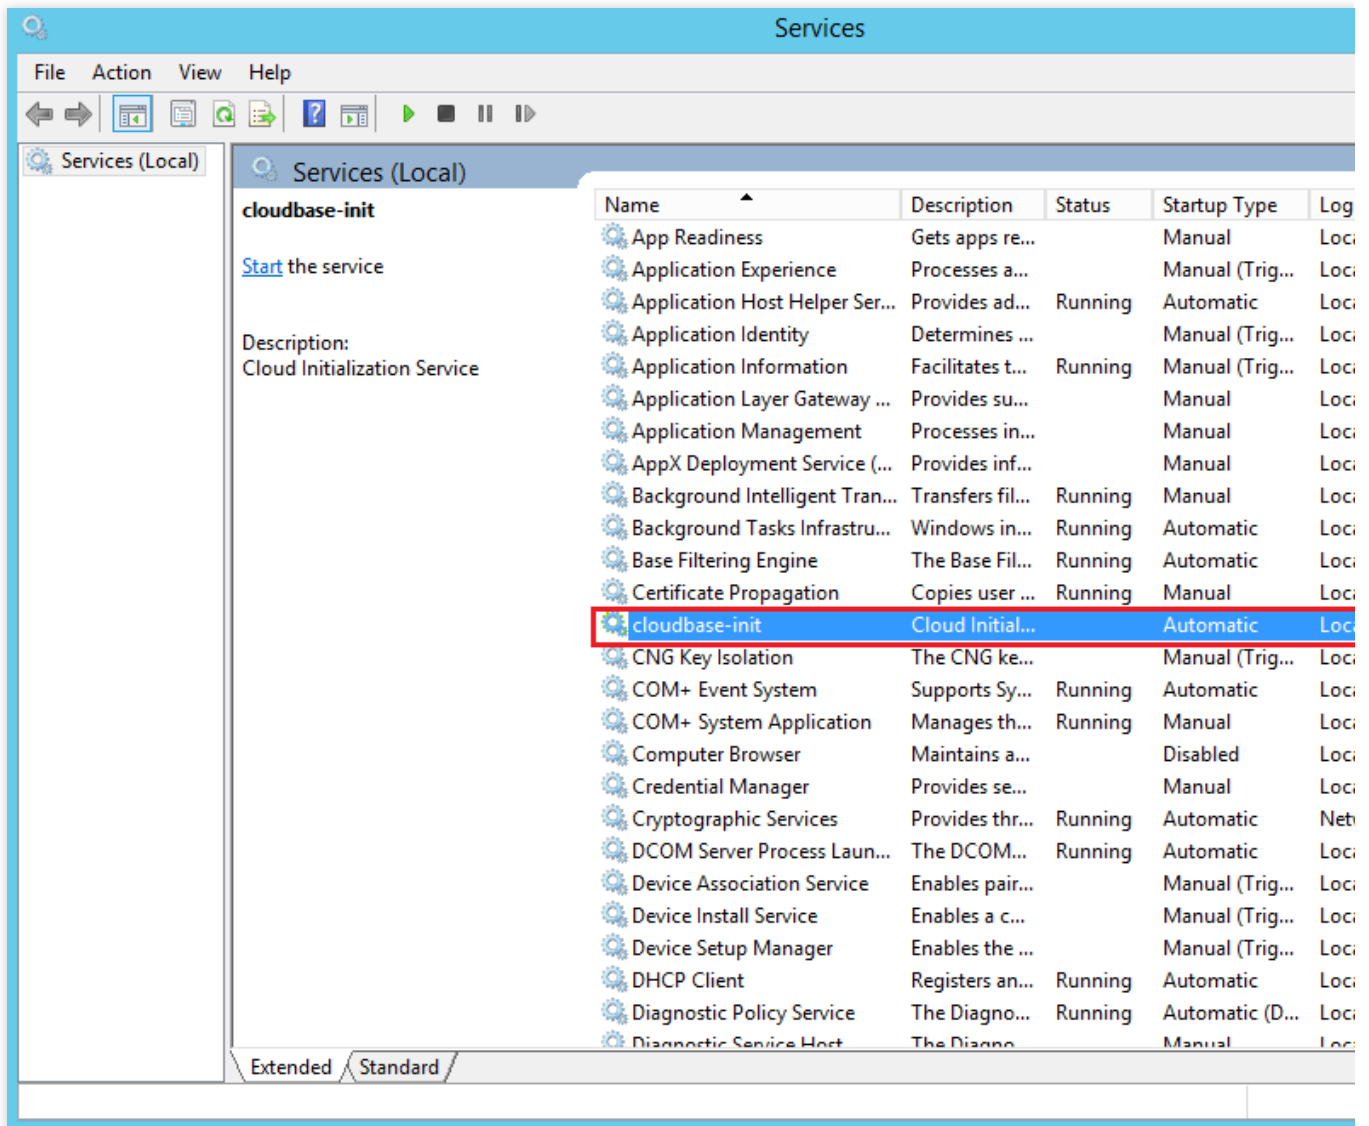 Services
File Action View Help
Services (Local)
Services (Local)
cloudbase-init
Start the service
Description:
Cloud Initialization Service
Name Description Status Startup Type Log
App Readiness Gets apps re... Manual Loca
Application Experience Processes a... Manual (Trig... Loca
Application Host Helper Ser... Provides ad... Running Automatic Loca
Application Identity Determines ... Manual (Trig... Loca
Application Information Facilitates t... Running Manual (Trig... Loca
Application Layer Gateway ... Provides su... Manual Loca
Application Management Processes in... Manual Loca
AppX Deployment Service (... Provides inf... Manual Loca
Background Intelligent Tran... Transfers fil... Running Manual Loca
Background Tasks Infrastru... Windows in... Running Automatic Loca
Base Filtering Engine The Base Fil... Running Automatic Loca
Certificate Propagation Copies user ... Running Manual Loca
cloudbase-init Cloud Initial... Automatic Loca
CNG Key Isolation The CNG ke... Manual (Trig... Loca
COM+ Event System Supports Sy... Running Automatic Loca
COM+ System Application Manages th... Running Manual Loca
Computer Browser Maintains a... Disabled Loca
Credential Manager Provides se... Manual Loca
Cryptographic Services Provides thr... Running Automatic Netw
DCOM Server Process Laun... The DCOM... Running Automatic Loca
Device Association Service Enables pair... Manual (Trig... Loca
Device Install Service Enables a c... Manual (Trig... Loca
Device Setup Manager Enables the ... Manual (Trig... Loca
DHCP Client Registers an... Running Automatic Loca
Diagnostic Policy Service The Diagno... Running Automatic (D... Loca
Diagnostic Service Host The Diagno Manual Loca
Extended Standard